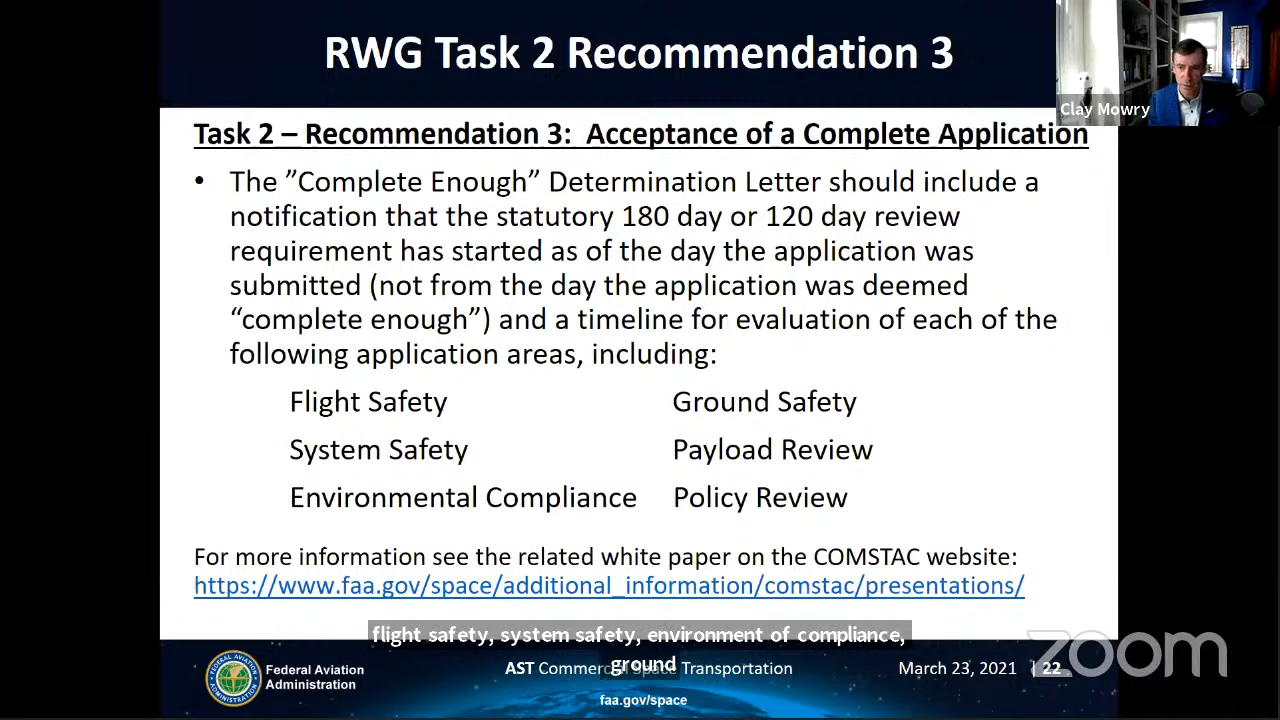 RWG Task 2 Recommendation 3
Clay Mowry
Task 2 – Recommendation 3:  Acceptance of a Complete Application
• The ”Complete Enough” Determination Letter should include a
notification that the statutory 180 day or 120 day review
requirement has started as of the day the application was
submitted (not from the day the application was deemed
“complete enough”) and a timeline for evaluation of each of the
following application areas, including:
Flight Safety Ground Safety
System Safety Payload Review
Environmental Compliance Policy Review
For more information see the related white paper on the COMSTAC website:
https://www.faa.gov/space/additional_information/comstac/presentations/
flight safety, system safety, environment of compliance,
ground
Federal Aviation
Administration
AST Commercial Space Transportation
March 23, 2021 | 22
faa.gov/space
zoom